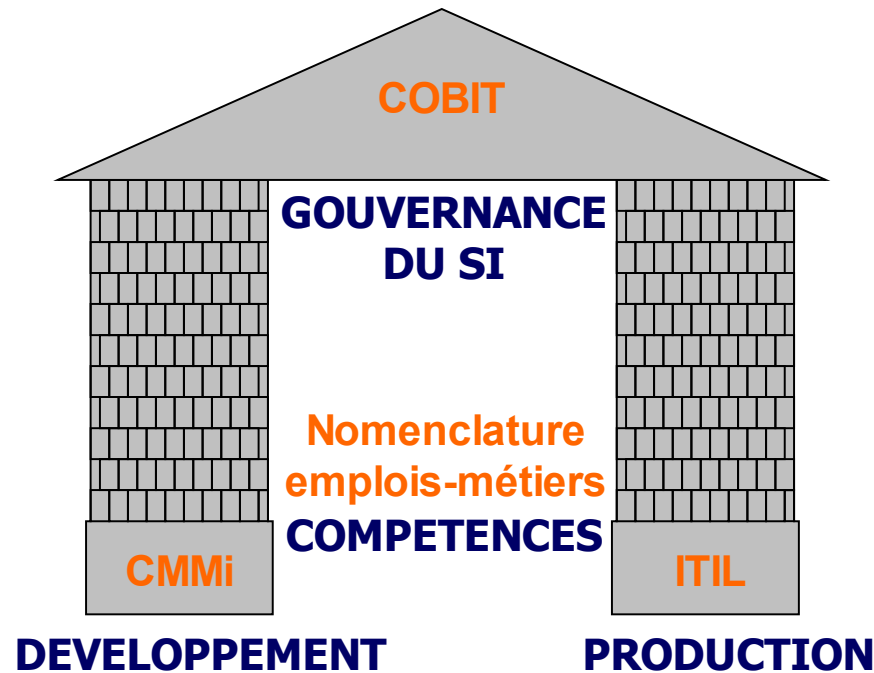 COBIT
GOUVERNANCE
DU SI
Nomenclature
emplois-métiers
COMPETENCES
CMMi
ITIL
DEVELOPPEMENT
PRODUCTION